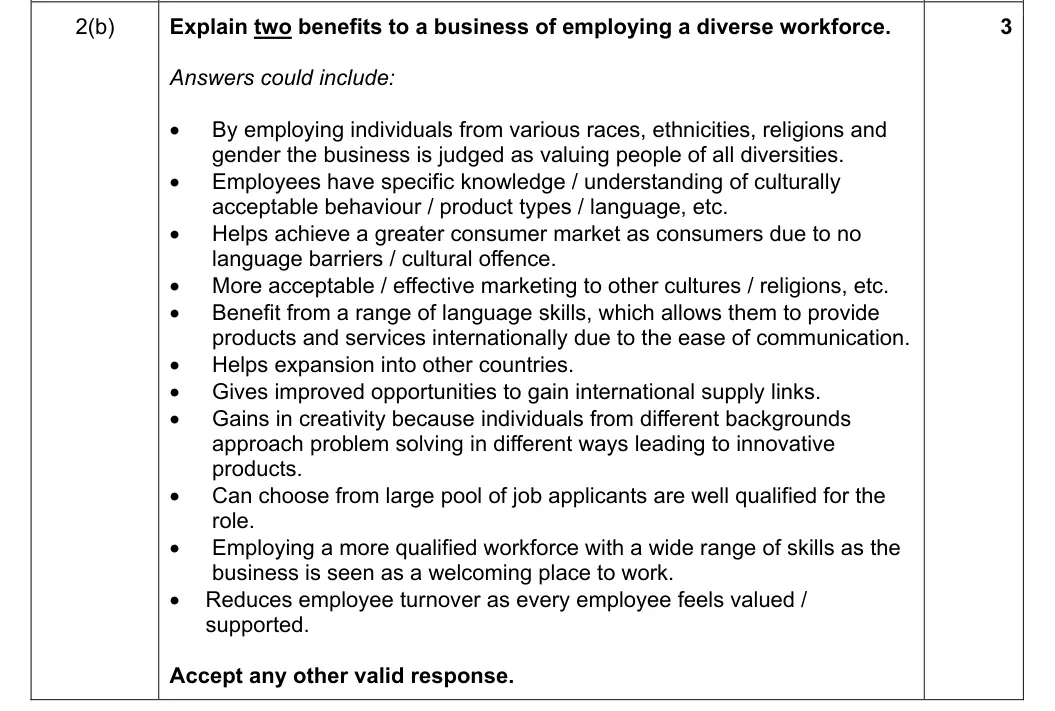 2(b) Explain two benefits to a business of employing a diverse workforce. 3
Answers could include:
• By employing individuals from various races, ethnicities, religions and
gender the business is judged as valuing people of all diversities.
• Employees have specific knowledge / understanding of culturally
acceptable behaviour / product types / language, etc.
• Helps achieve a greater consumer market as consumers due to no
language barriers / cultural offence.
• More acceptable / effective marketing to other cultures / religions, etc.
• Benefit from a range of language skills, which allows them to provide
products and services internationally due to the ease of communication.
• Helps expansion into other countries.
• Gives improved opportunities to gain international supply links.
• Gains in creativity because individuals from different backgrounds
approach problem solving in different ways leading to innovative
products.
• Can choose from large pool of job applicants are well qualified for the
role.
• Employing a more qualified workforce with a wide range of skills as the
business is seen as a welcoming place to work.
• Reduces employee turnover as every employee feels valued /
supported.
Accept any other valid response.